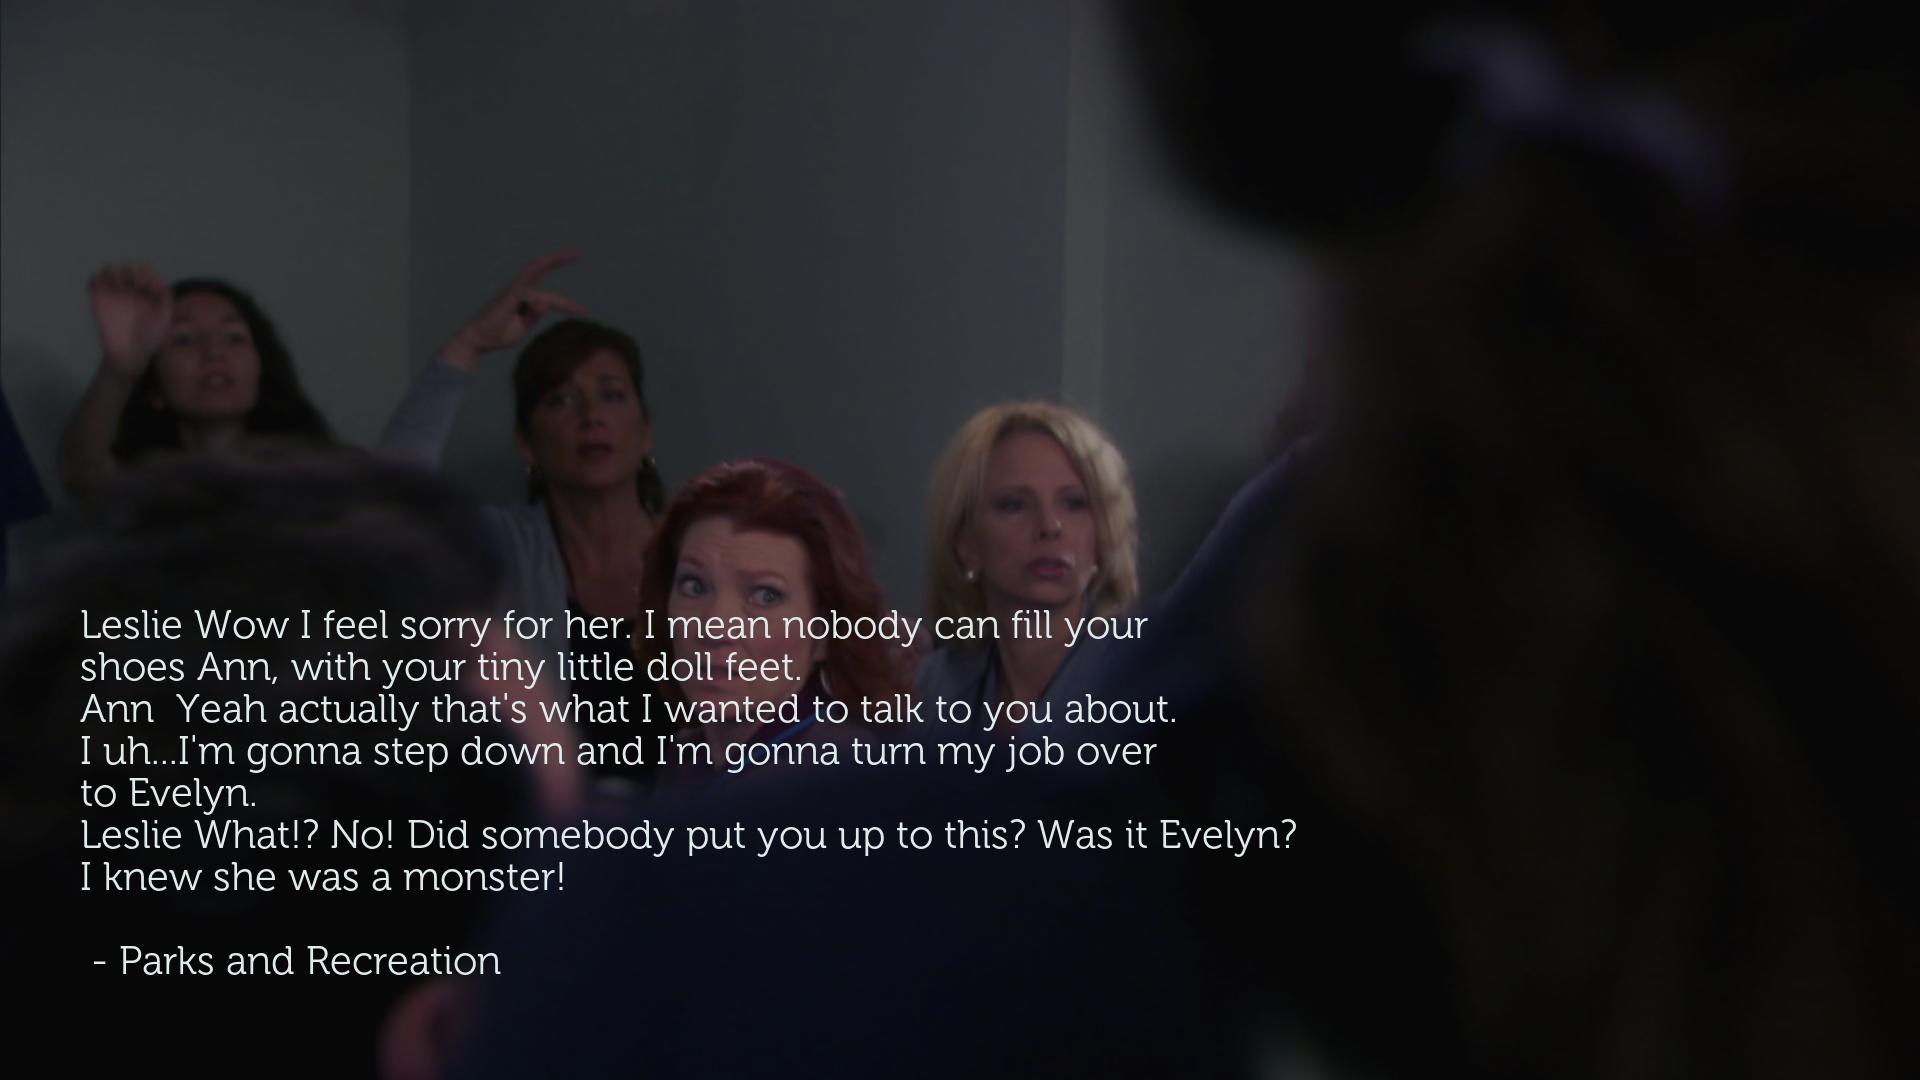 Leslie Wow I feel sorry for her. I mean nobody can fill your
shoes Ann, with your tiny little doll feet.
Ann  Yeah actually that's what I wanted to talk to you about.
I uh...I'm gonna step down and I'm gonna turn my job over
to Evelyn.
Leslie What!? No! Did somebody put you up to this? Was it Evelyn?
I knew she was a monster!
- Parks and Recreation